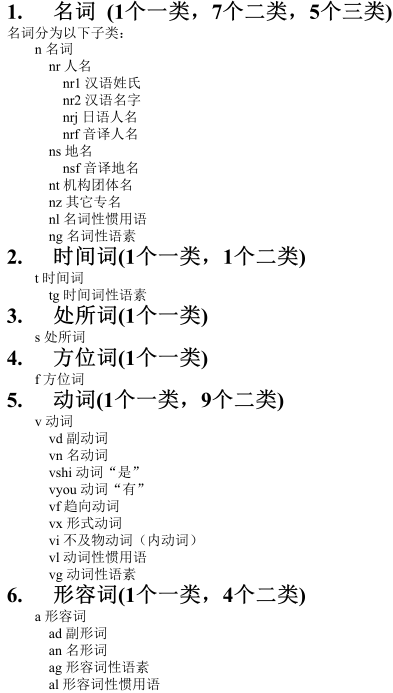 1. 名词 (1个一类，7个二类，5个三类)
名词分为以下子类：
n 名词
nr 人名
nr1 汉语姓氏
nr2 汉语名字
nrj 日语人名
nrf 音译人名
ns 地名
nsf 音译地名
nt 机构团体名
nz 其它专名
nl 名词性惯用语
ng 名词性语素
2. 时间词(1个一类，1个二类)
t 时间词
tg 时间词性语素
3. 处所词(1个一类)
s 处所词
4. 方位词(1个一类)
f 方位词
5. 动词(1个一类，9个二类)
v 动词
vd 副动词
vn 名动词
vshi 动词“是”
vyou 动词“有”
vf 趋向动词
vx 形式动词
vi 不及物动词（内动词）
vl 动词性惯用语
vg 动词性语素
6. 形容词(1个一类，4个二类)
a 形容词
ad 副形词
an 名形词
ag 形容词性语素
al 形容词性惯用语